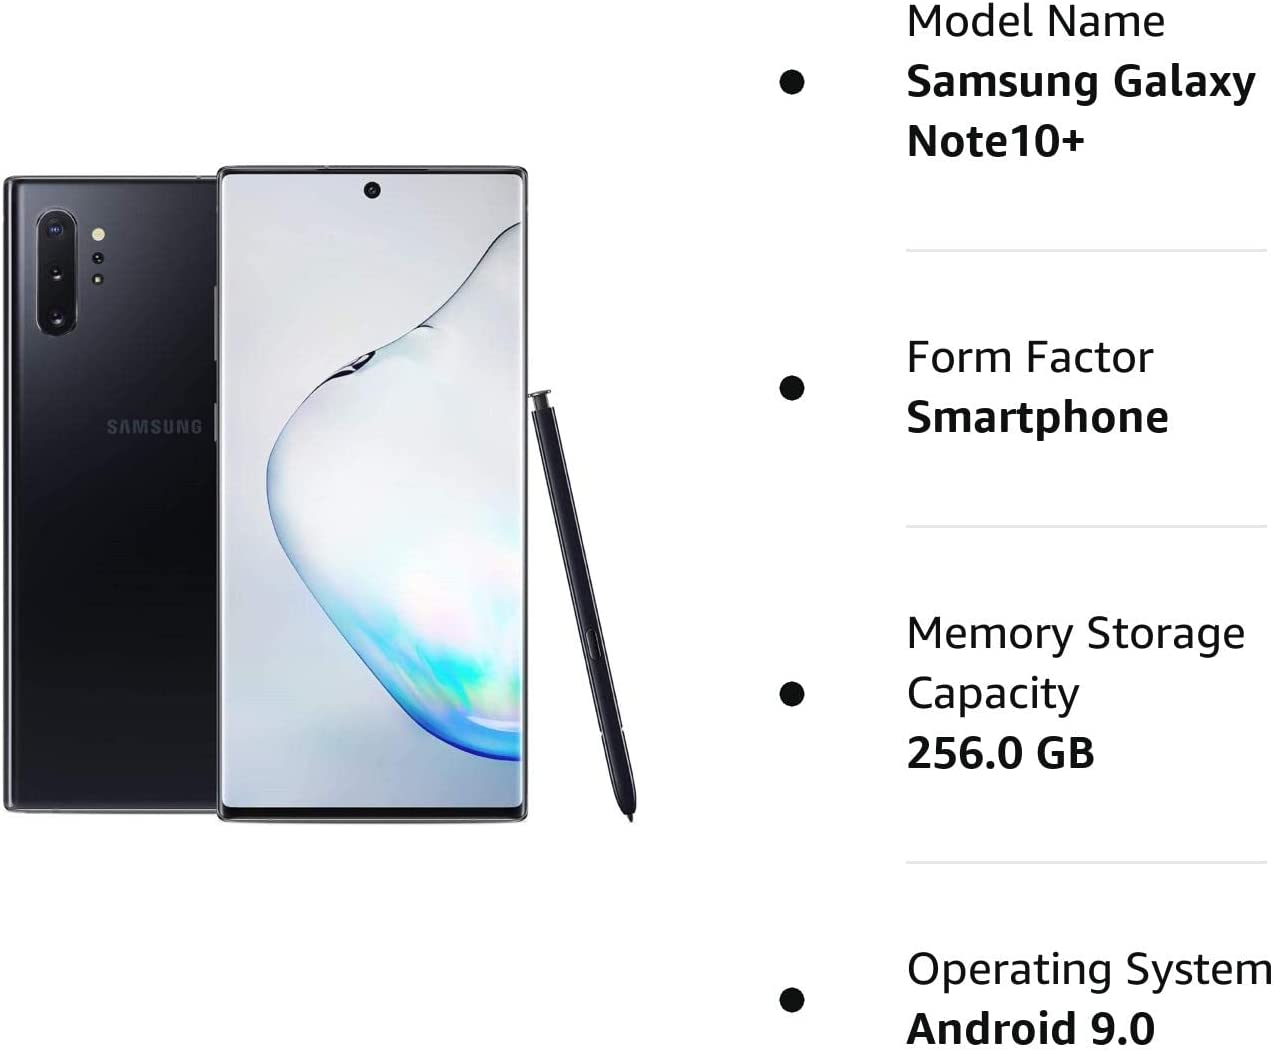 Model Name
Samsung Galaxy
Note10+
SAMSUNG
Form Factor
Smartphone
Memory Storage
Capacity
256.0 GB
Operating System
Android 9.0